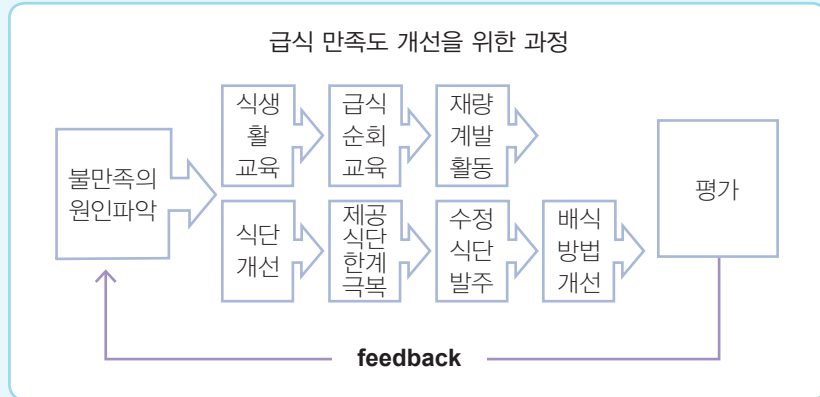 급식 만족도 개선을 위한 과정
불만족의
원인파악
식생
활
교육
급식
순회
교육
재량
계발
활동
식단
개선
제공
식단
한계
극복
수정
식단
발주
배식
방법
개선
평가
feedback